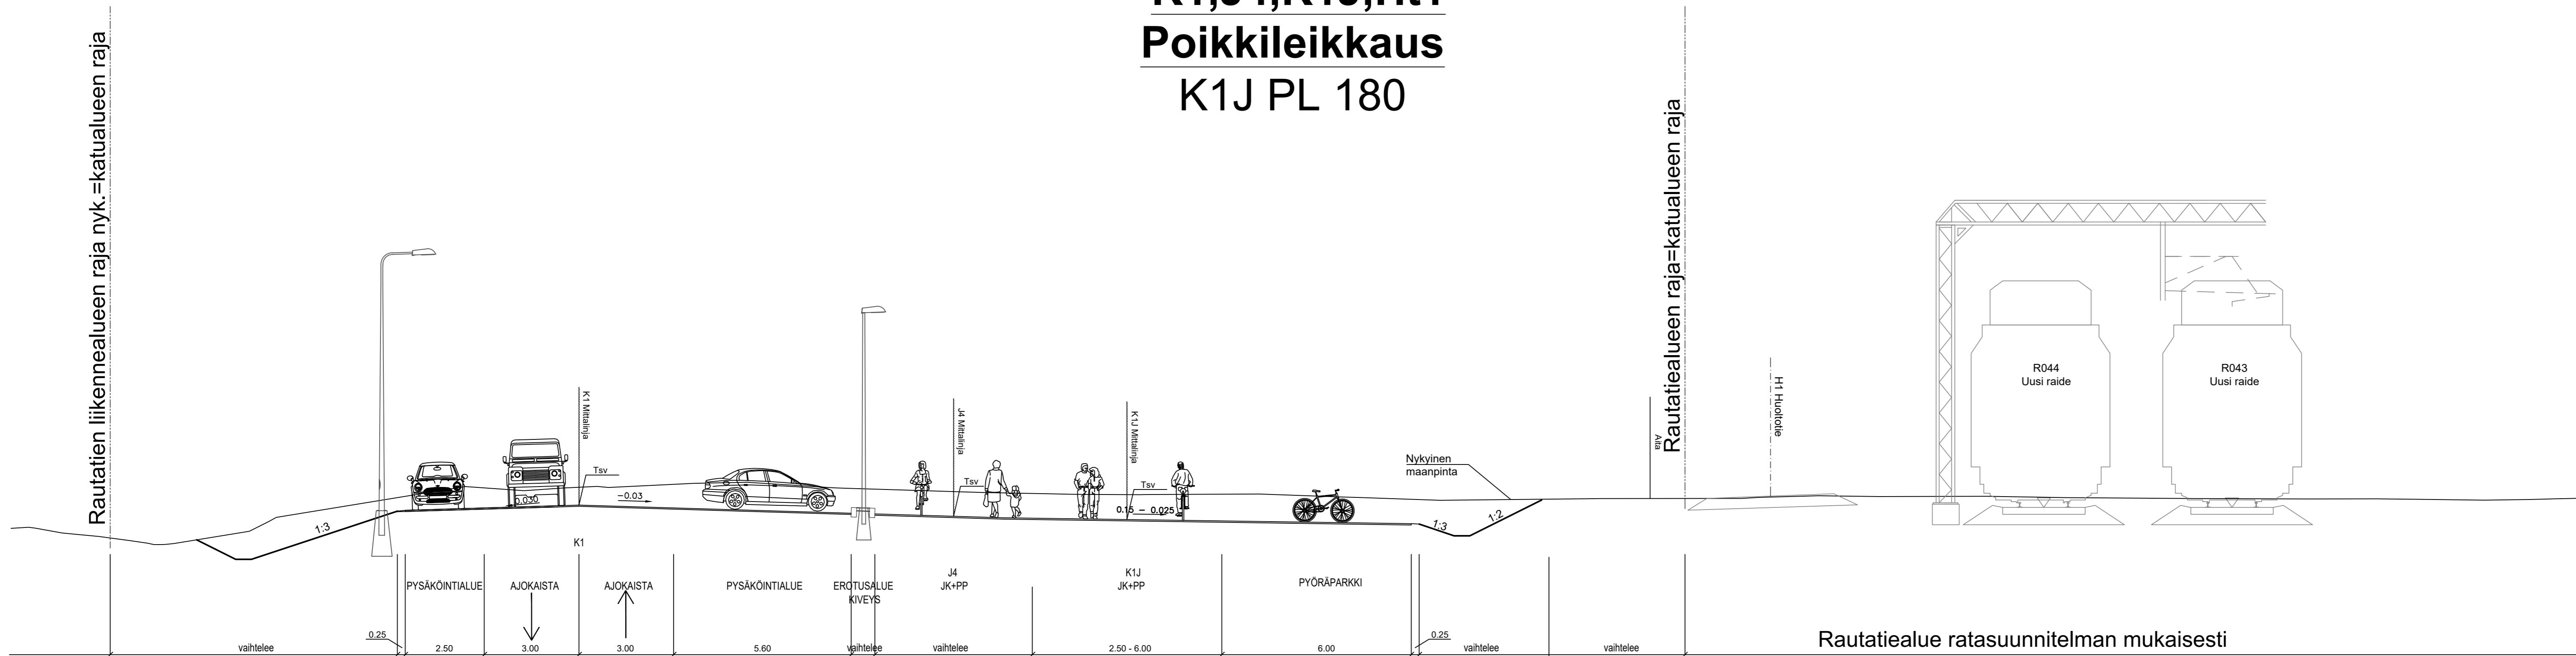 Poikkileikkaus
K1J PL 180
Rautatien liikennealueen raja nyk.=katualueen raja
Rautatiealueen raja=katualueen raja
K1 Mittalinja
Tsv
0.030
-0.03
J4 Mittalinja
Tsv
K1J Mittalinja
Tsv
0.15 - 0.025
Nykyinen
maanpinta
Aita
H1 Huoltotie
R044
Uusi raide
R043
Uusi raide
1:3
1:3
1:2
K1
PYSÄKÖINTIALUE
AJOKAISTA
AJOKAISTA
PYSÄKÖINTIALUE
EROTUSALUE
KIVEYS
J4
JK+PP
K1J
JK+PP
PYÖRÄPARKKI
vaihtelee
0.25
2.50
3.00
3.00
5.60
vaihtelee
vaihtelee
2.50 - 6.00
6.00
0.25
vaihtelee
vaihtelee
Rautatiealue ratasuunnitelman mukaisesti